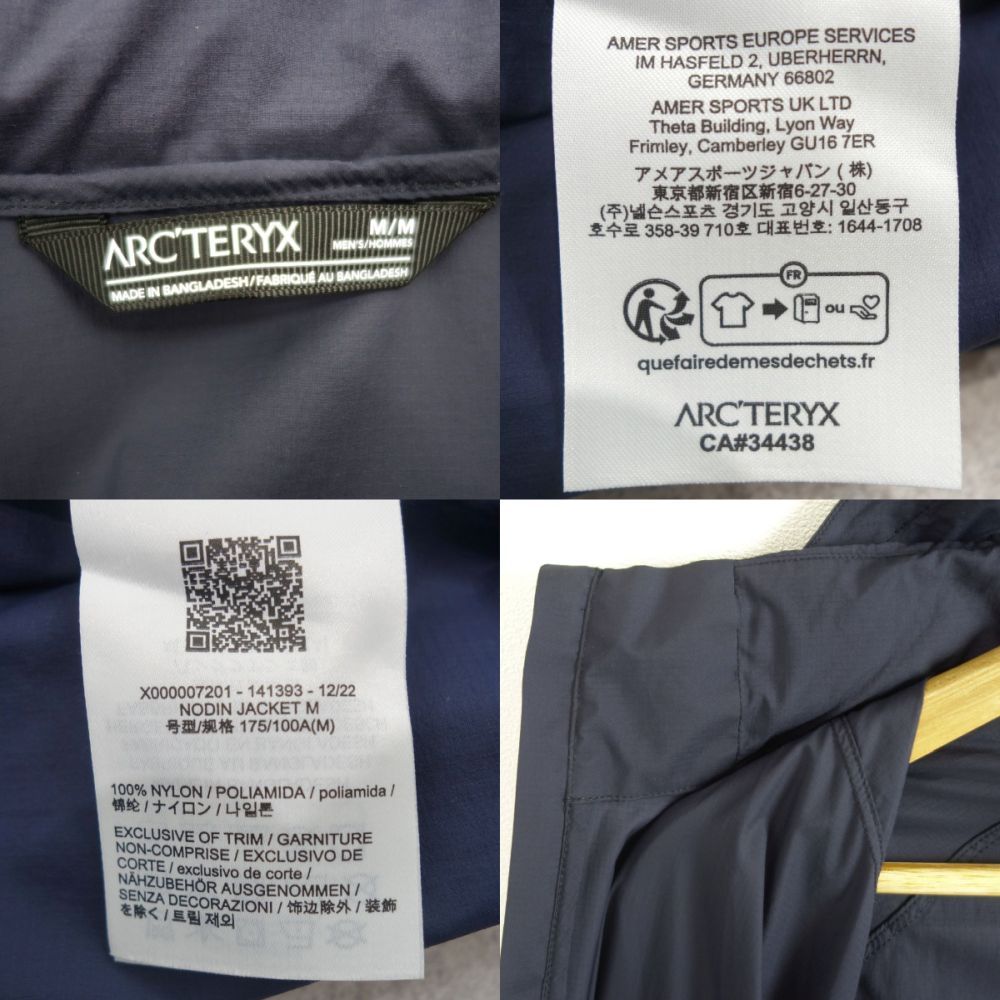 ARC'TERYX
M/M
MEN'S/HOMMES
MADE IN BANGLADESH/FABRIQUÉ AU BANGLADESH
AMER SPORTS EUROPE SERVICES
IM HASFELD 2, UBERHERRN,
GERMANY 66802
AMER SPORTS UK LTD
Theta Building, Lyon Way
Frimley, Camberley GU16 7ER
アメアスポーツジャパン (株)
東京都新宿区新宿6-27-30
(주)넬슨스포츠 경기도 고양시 일산동구
호수로 358-39 710호 대표번호: 1644-1708
FR
ou
quefairedemesdechets.fr
ARC'TERYX
CA#34438
X000007201 - 141393 - 12/22
NODIN JACKET M
号型/规格 175/100A(M)
100% NYLON / POLIAMIDA / poliamida /
锦纶 / ナイロン / 나일론
EXCLUSIVE OF TRIM / GARNITURE
NON-COMPRISE / EXCLUSIVO DE
CORTE / exclusivo de corte /
NÄHZUBEHÖR AUSGENOMMEN /
SENZA DECORAZIONI / 饰边除外 / 装飾
を除く / 트림 제외